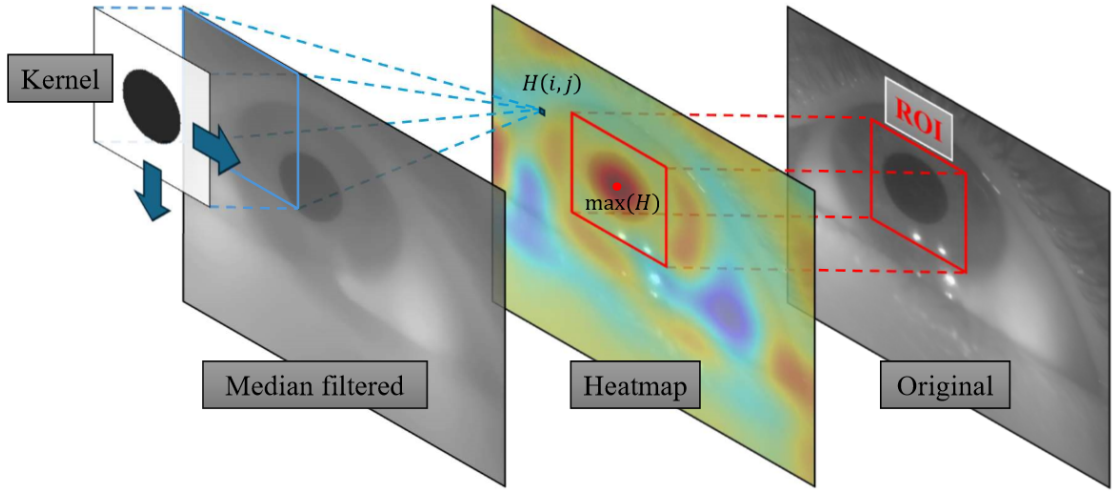 Kernel
H(i, j)
ROI
max(H)
Median filtered
Heatmap
Original